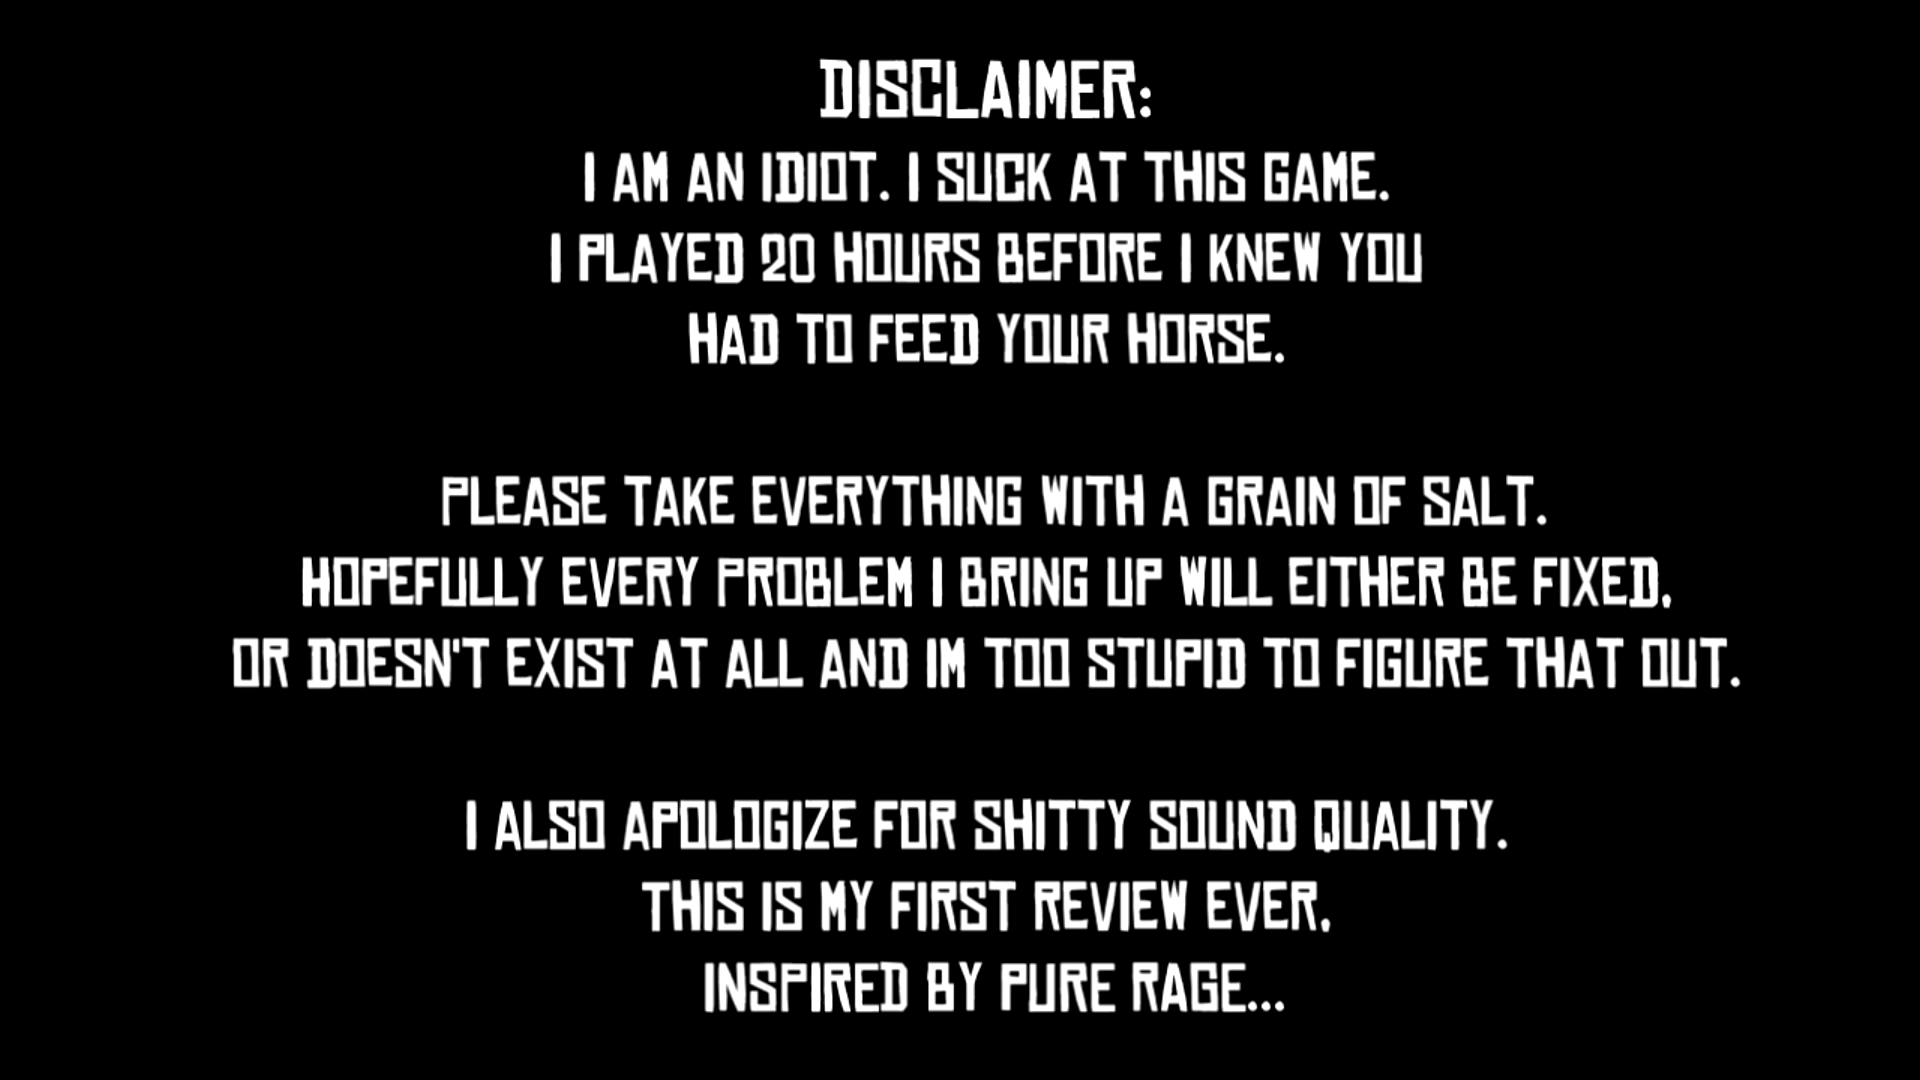 DISCLAIMER:
I AM AN IDIOT. I SUCK AT THIS GAME.
I PLAYED 20 HOURS BEFORE I KNEW YOU
HAD TO FEED YOUR HORSE.
PLEASE TAKE EVERYTHING WITH A GRAIN OF SALT.
HOPEFULLY EVERY PROBLEM I BRING UP WILL EITHER BE FIXED,
OR DOESN'T EXIST AT ALL AND IM TOO STUPID TO FIGURE THAT OUT.
I ALSO APOLOGIZE FOR SHITTY SOUND QUALITY.
THIS IS MY FIRST REVIEW EVER,
INSPIRED BY PURE RAGE...